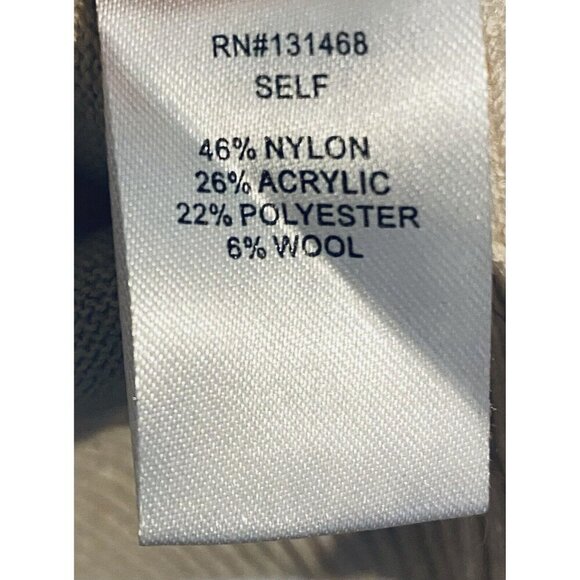 RN#131468
SELF
46% NYLON
26% ACRYLIC
22% POLYESTER
6% WOOL